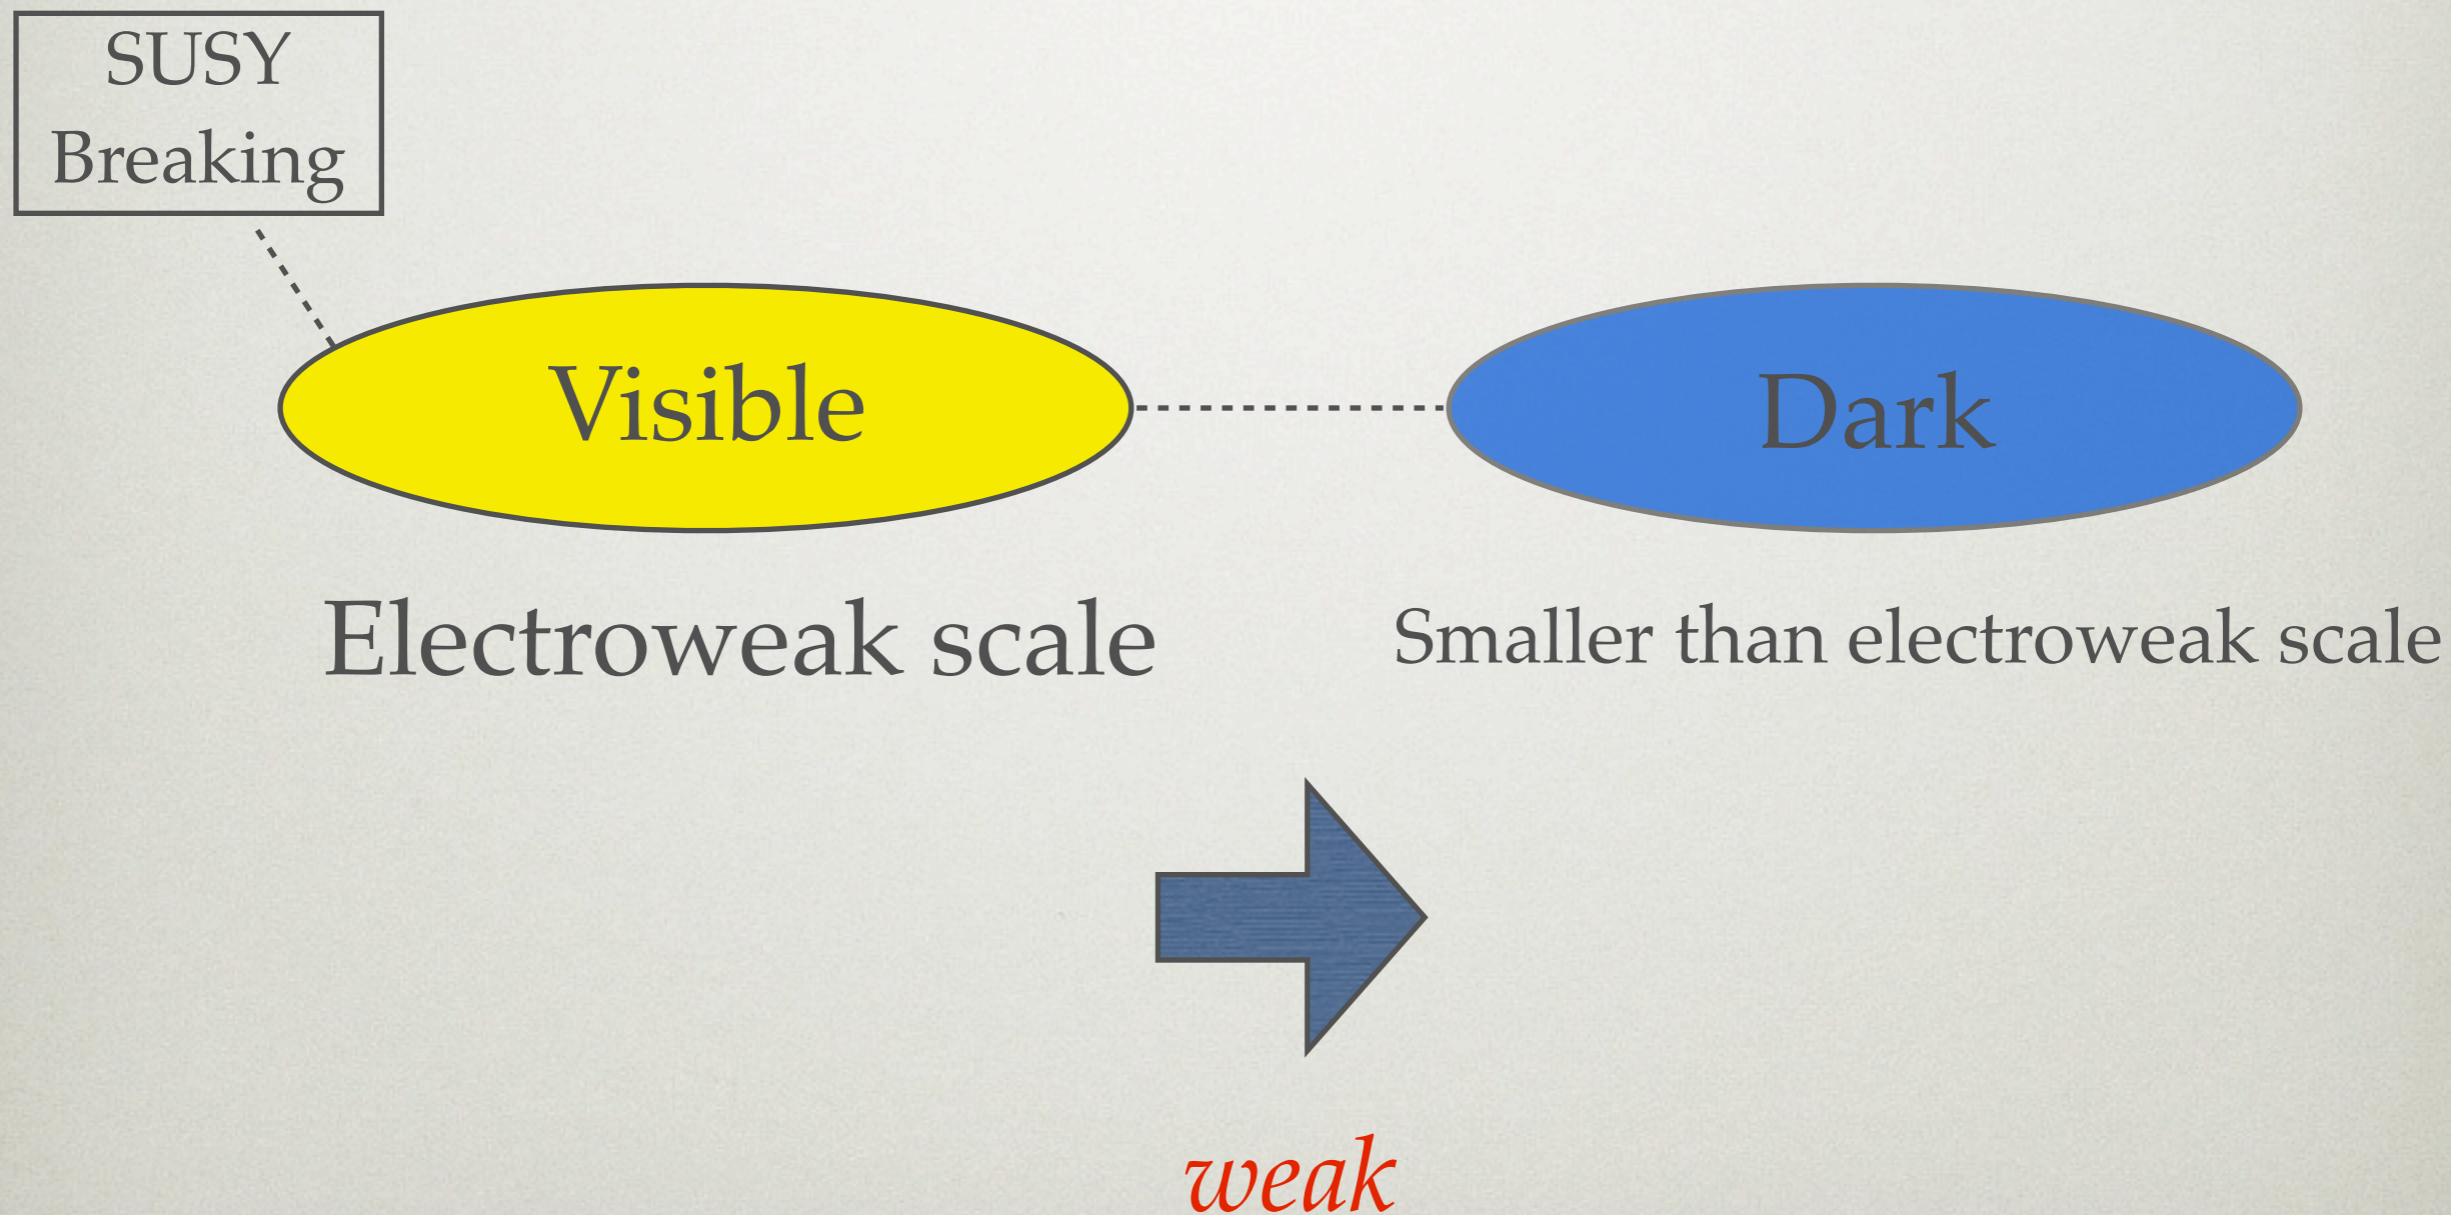 SUSY
Breaking
Visible
Dark
Electroweak scale
Smaller than electroweak scale
weak